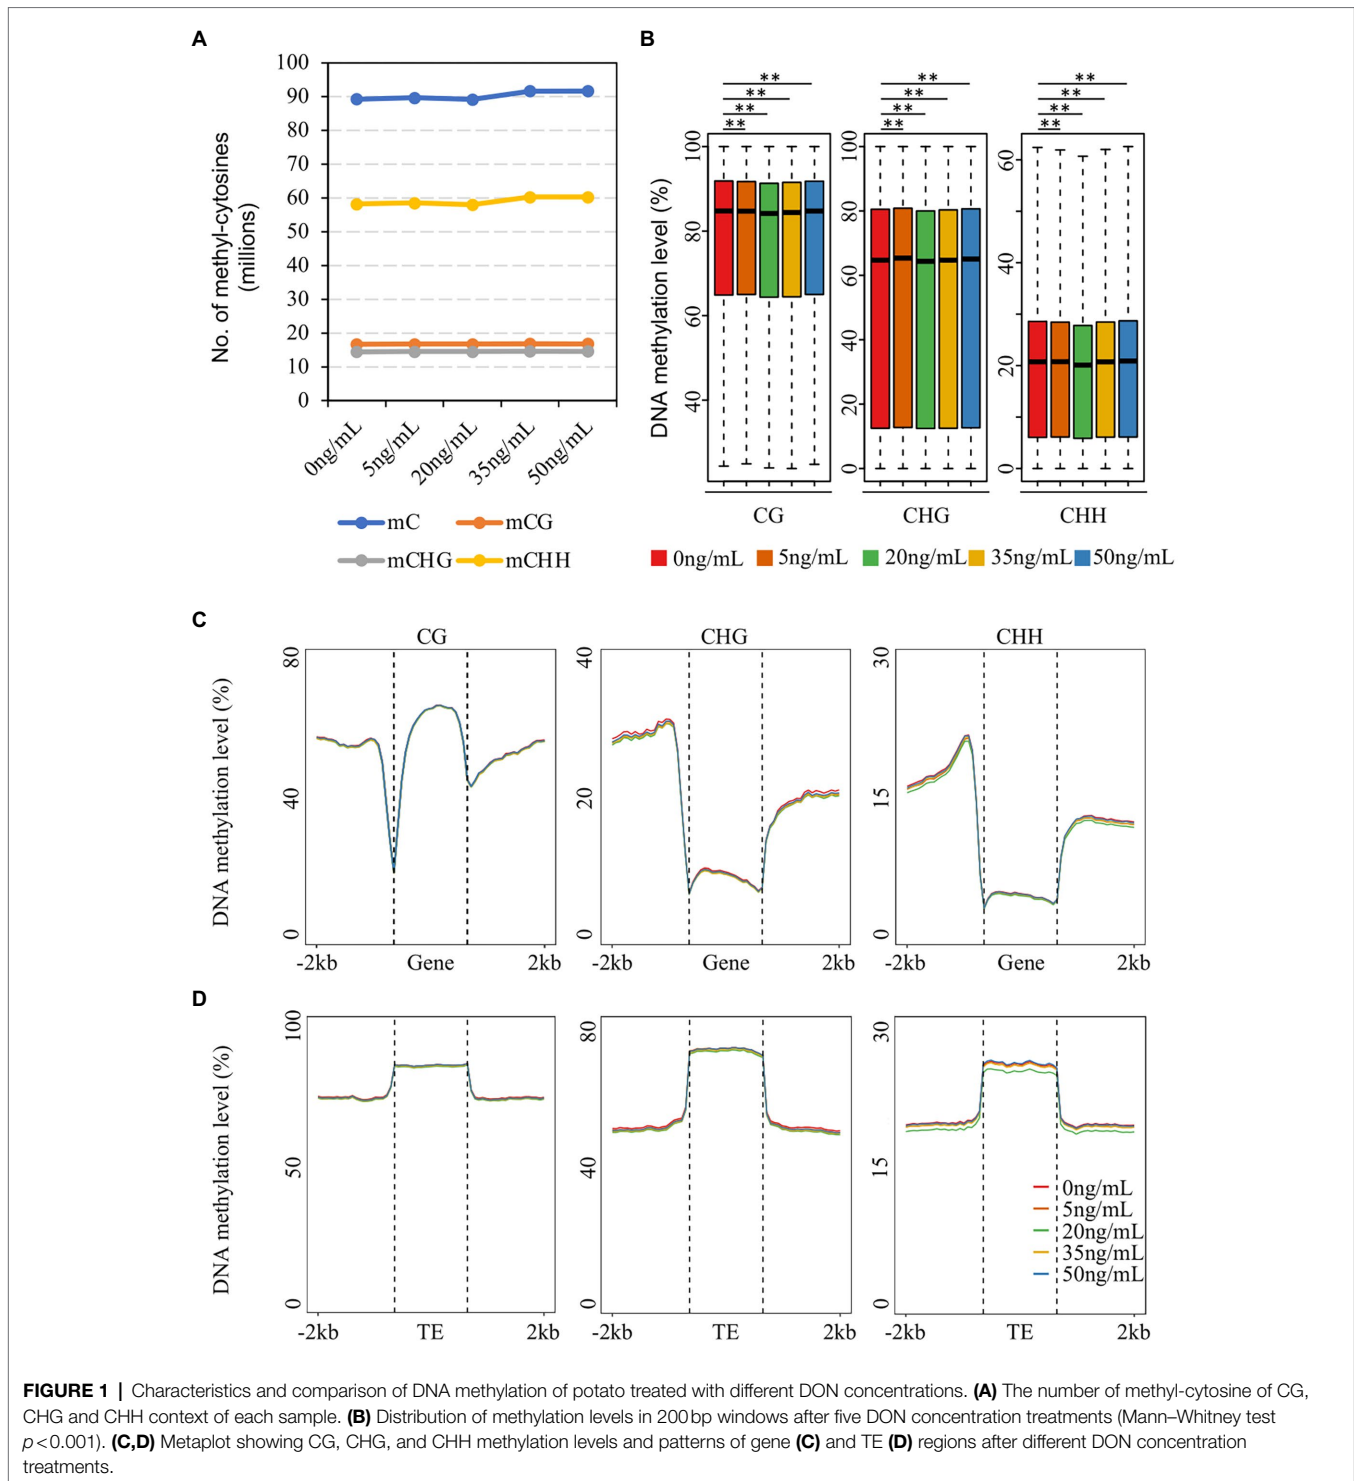 A
No. of methyl-cytosines
(millions)
100
90
80
70
60
50
40
30
20
10
0
0ng/mL
5ng/mL
20ng/mL
35ng/mL
50ng/mL
mC
mCG
mCHG
mCHH
B
DNA methylation level (%)
** ** **
** ** **
** ** **
** ** **
100
80
60
40
100
80
60
40
20
0
60
40
20
0
CG
CHG
CHH
0ng/mL
5ng/mL
20ng/mL
35ng/mL
50ng/mL
C
DNA methylation level (%)
CG
80
40
0
-2kb
Gene
2kb
CHG
40
20
0
-2kb
Gene
2kb
CHH
30
15
0
-2kb
Gene
2kb
D
DNA methylation level (%)
100
50
0
-2kb
TE
2kb
80
40
0
-2kb
TE
2kb
30
15
0
-2kb
TE
2kb
0ng/mL
5ng/mL
20ng/mL
35ng/mL
50ng/mL
FIGURE 1 | Characteristics and comparison of DNA methylation of potato treated with different DON concentrations. (A) The number of methyl-cytosine of CG,
CHG and CHH context of each sample. (B) Distribution of methylation levels in 200 bp windows after five DON concentration treatments (Mann–Whitney test
p < 0.001). (C,D) Metaplot showing CG, CHG, and CHH methylation levels and patterns of gene (C) and TE (D) regions after different DON concentration
treatments.